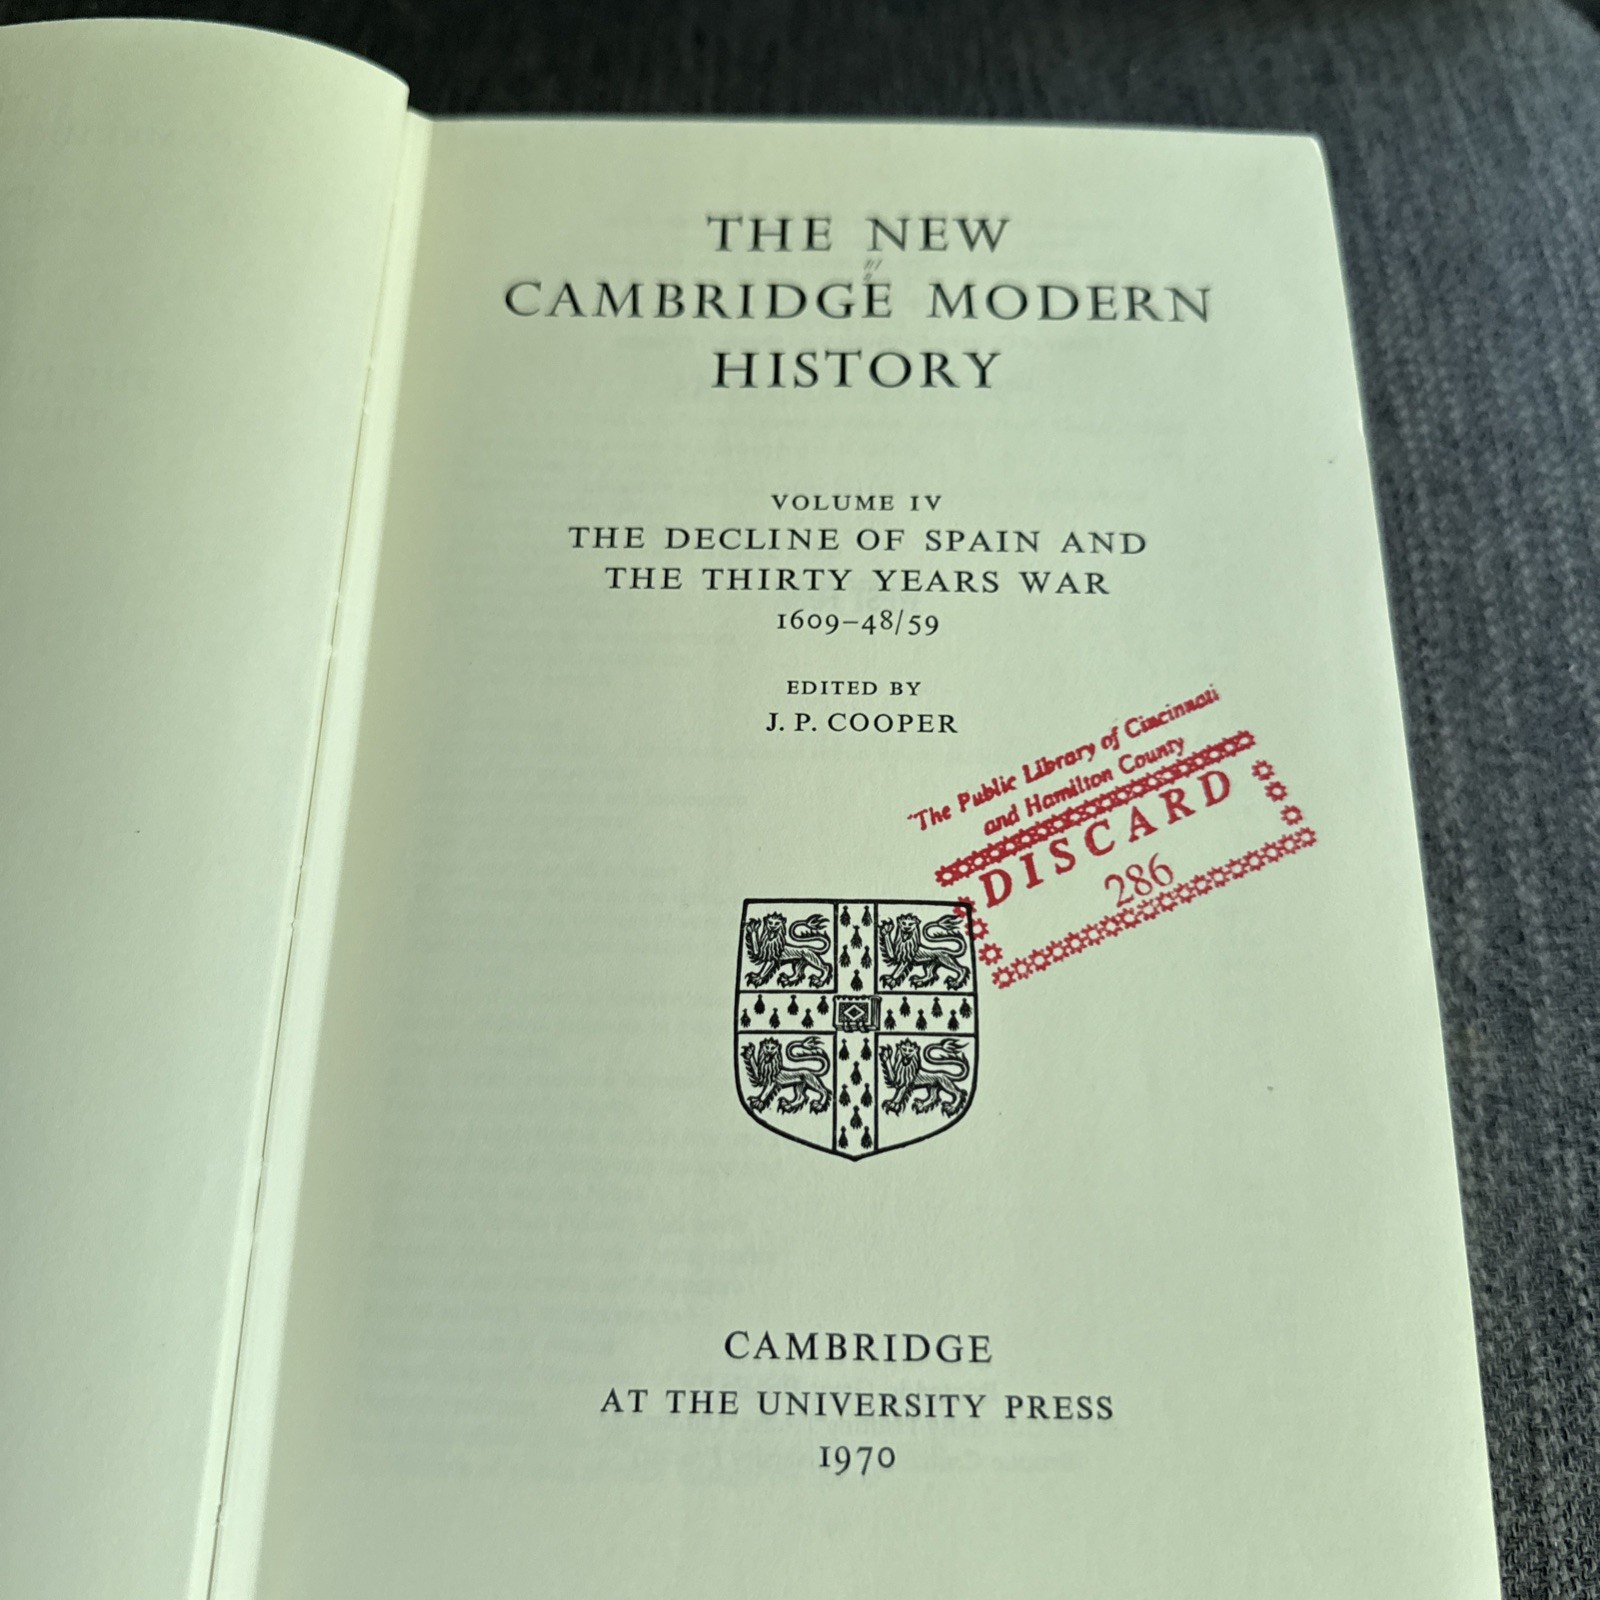 THE NEW
CAMBRIDGE MODERN
HISTORY
VOLUME IV
THE DECLINE OF SPAIN AND
THE THIRTY YEARS WAR
1609–48/59
EDITED BY
J. P. COOPER
The Public Library of Cincinnati
and Hamilton County
DISCARD
286
CAMBRIDGE
AT THE UNIVERSITY PRESS
1970